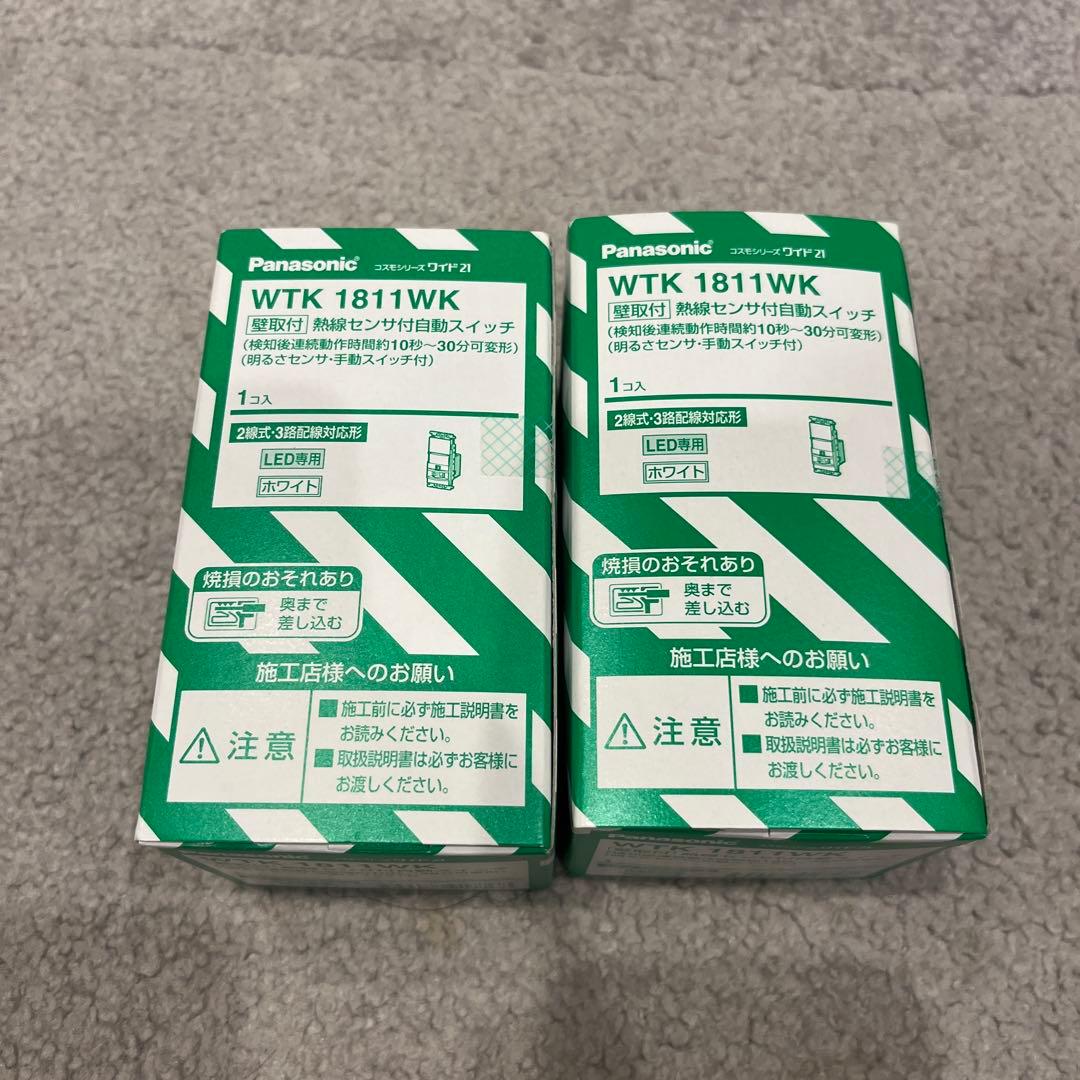 Panasonic コスモシリーズ ワイド21
WTK 1811WK
壁取付 熱線センサ付自動スイッチ
(検知後連続動作時間約10秒〜30分可変形)
(明るさセンサ・手動スイッチ付)
1コ入
2線式・3路配線対応形
LED専用
ホワイト
焼損のおそれあり
奥まで
差し込む
施工店様へのお願い
注意
■施工前に必ず施工説明書を
お読みください。
■取扱説明書は必ずお客様に
お渡しください。
WTK 1811WK
Panasonic コスモシリーズ ワイド21
WTK 1811WK
壁取付 熱線センサ付自動スイッチ
(検知後連続動作時間約10秒〜30分可変形)
(明るさセンサ・手動スイッチ付)
1コ入
2線式・3路配線対応形
LED専用
ホワイト
焼損のおそれあり
奥まで
差し込む
施工店様へのお願い
注意
■施工前に必ず施工説明書を
お読みください。
■取扱説明書は必ずお客様に
お渡しください。
Panasonic
WTK 1811WK